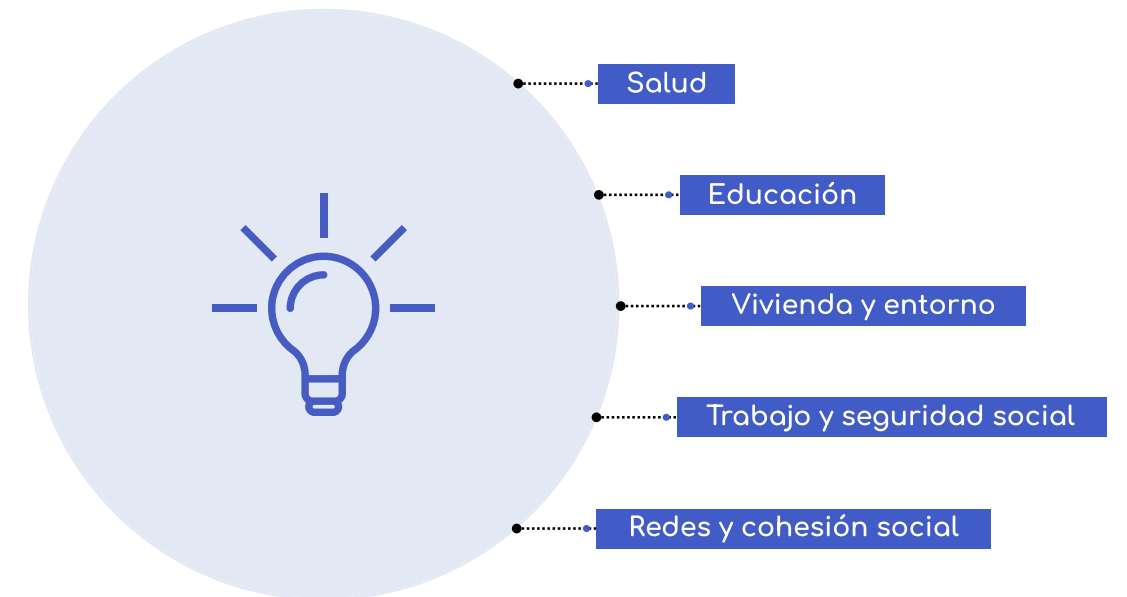 Salud
Educación
Vivienda y entorno
Trabajo y seguridad social
Redes y cohesión social